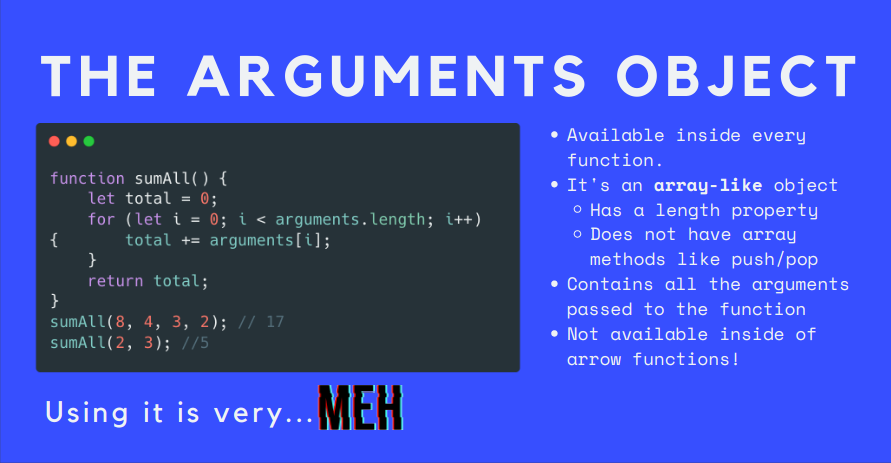 THE ARGUMENTS OBJECT
function sumAll() {
    let total = 0;
    for (let i = 0; i < arguments.length; i++)
{       total += arguments[i];
    }
    return total;
}
sumAll(8, 4, 3, 2); // 17
sumAll(2, 3); //5
• Available inside every
function.
• It's an array-like object
○ Has a length property
○ Does not have array
methods like push/pop
• Contains all the arguments
passed to the function
• Not available inside of
arrow functions!
Using it is very...MEH